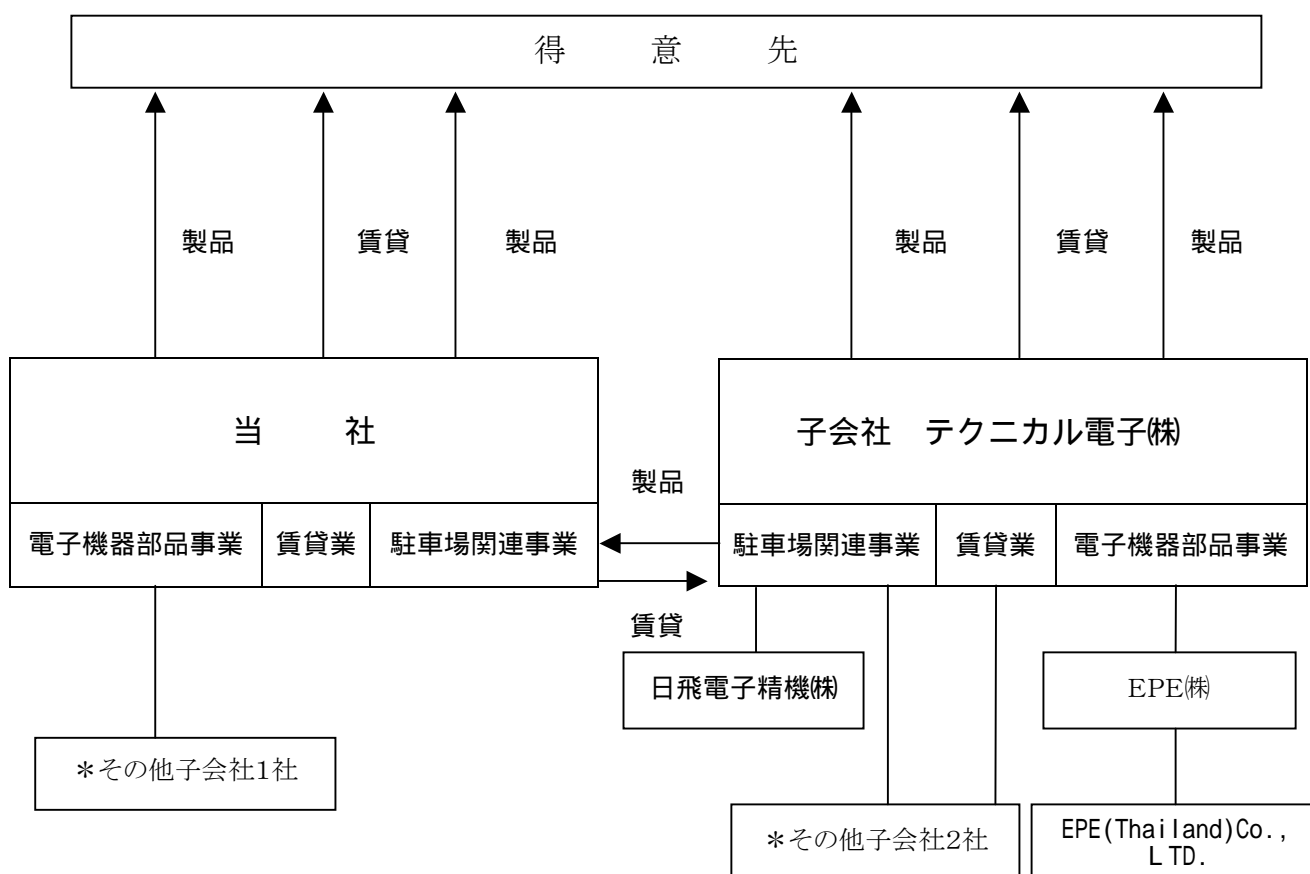 得 意 先
製品
賃貸
製品
製品
賃貸
製品
当 社
子会社 テクニカル電子㈱
製品
電子機器部品事業
賃貸業
駐車場関連事業
駐車場関連事業
賃貸業
電子機器部品事業
賃貸
日飛電子精機㈱
EPE㈱
＊その他子会社1社
＊その他子会社2社
EPE(Thailand)Co.,
LTD.